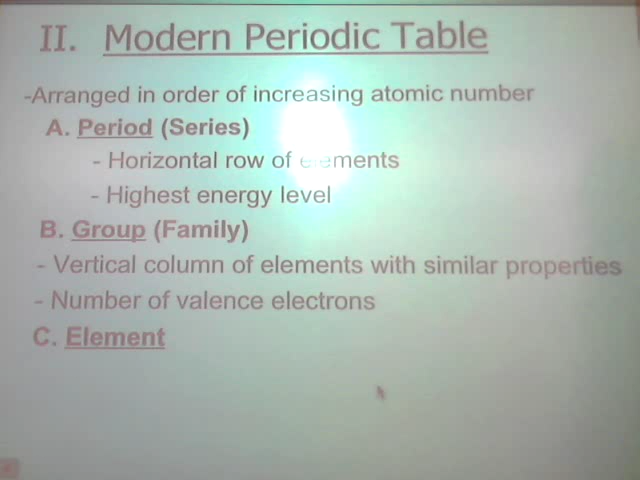 II. Modern Periodic Table
-Arranged in order of increasing atomic number
A. Period (Series)
- Horizontal row of elements
- Highest energy level
B. Group (Family)
- Vertical column of elements with similar properties
- Number of valence electrons
C. Element